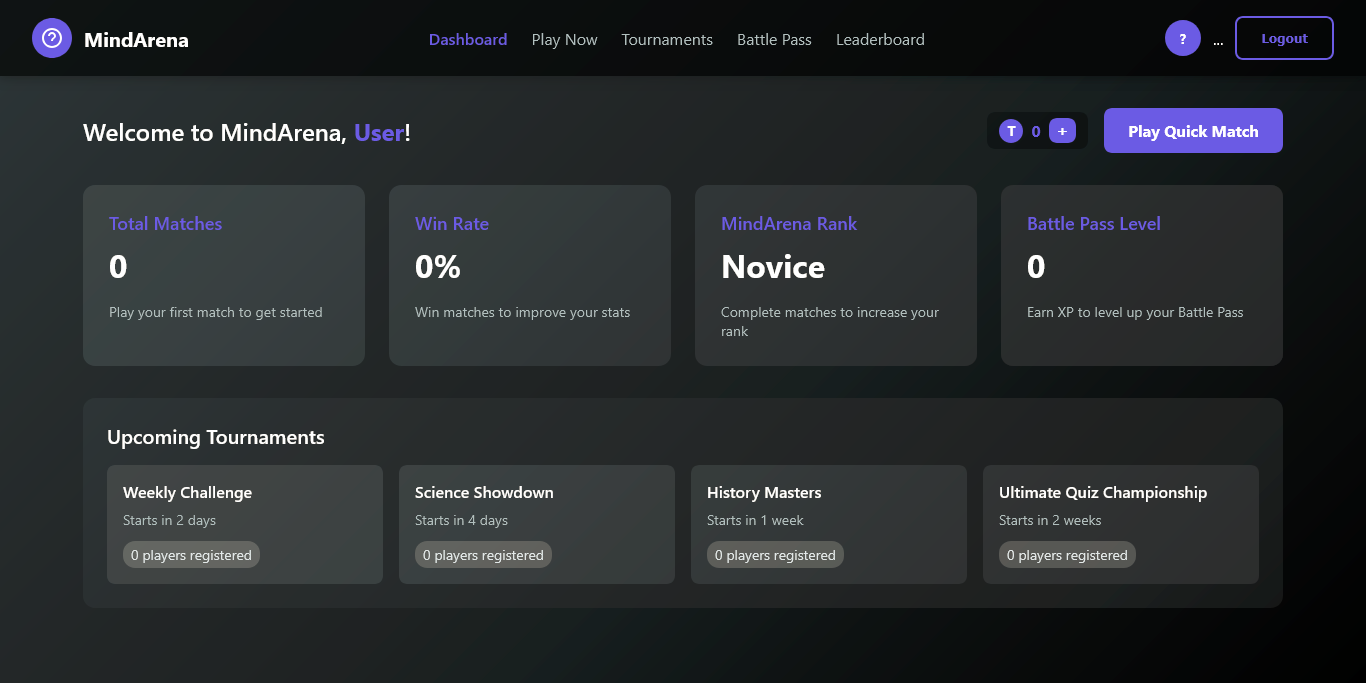 MindArena
Dashboard
Play Now
Tournaments
Battle Pass
Leaderboard
?
...
Logout
Welcome to MindArena, User!
T 0 +
Play Quick Match
Total Matches
0
Play your first match to get started
Win Rate
0%
Win matches to improve your stats
MindArena Rank
Novice
Complete matches to increase your
rank
Battle Pass Level
0
Earn XP to level up your Battle Pass
Upcoming Tournaments
Weekly Challenge
Starts in 2 days
0 players registered
Science Showdown
Starts in 4 days
0 players registered
History Masters
Starts in 1 week
0 players registered
Ultimate Quiz Championship
Starts in 2 weeks
0 players registered